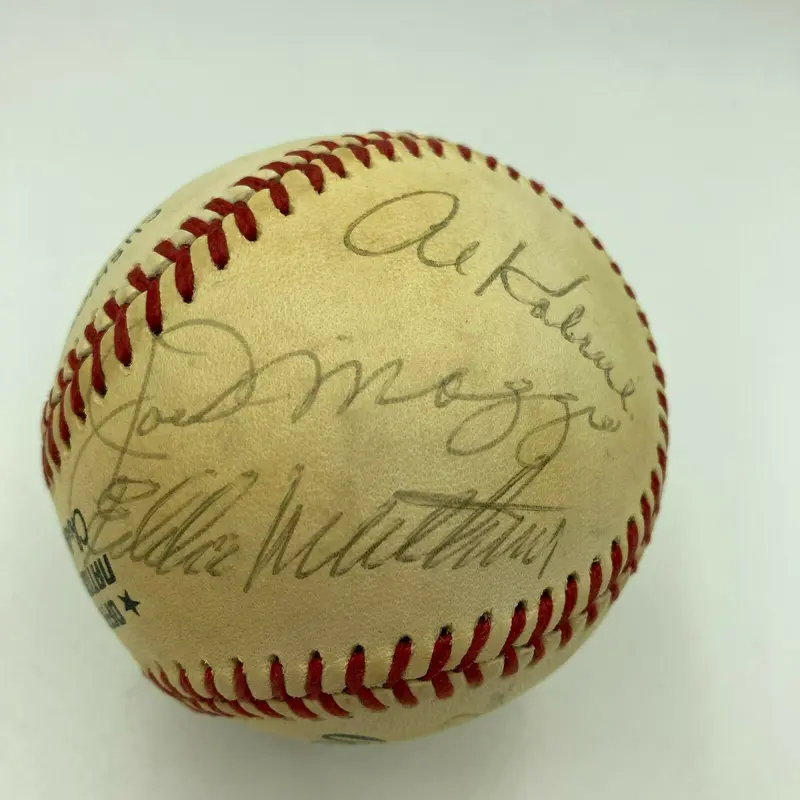 Al Kaline
Joe DiMaggio
Eddie Mathews